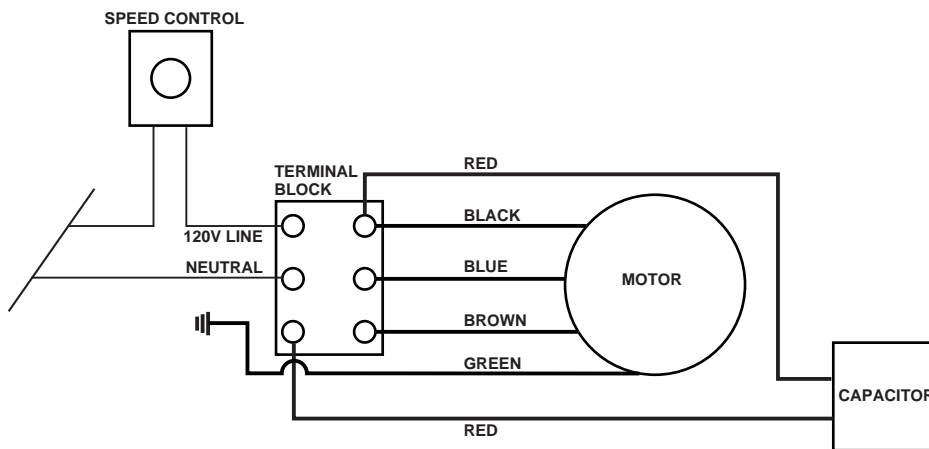 SPEED CONTROL
RED
TERMINAL
BLOCK
BLACK
120V LINE
NEUTRAL
BLUE
MOTOR
BROWN
GREEN
CAPACITOR
RED